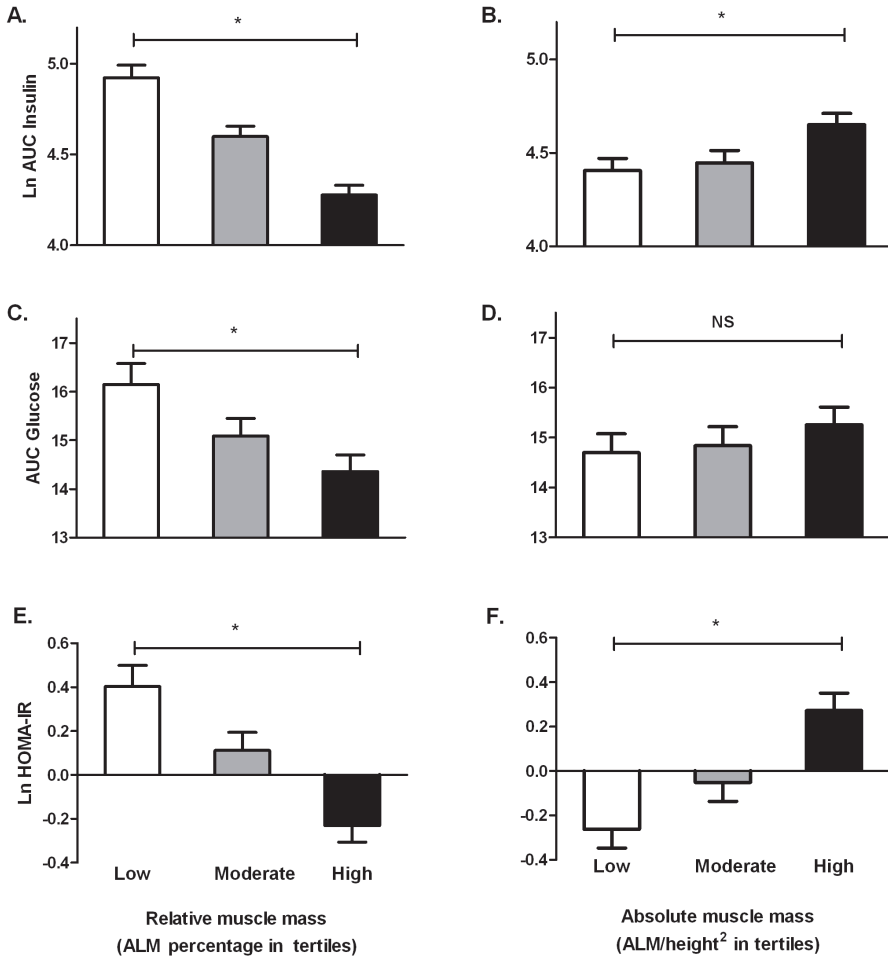 A.
*
5.0
4.5
4.0
Ln AUC Insulin
B.
*
5.0
4.5
4.0
C.
*
17
16
15
14
13
AUC Glucose
D.
NS
17
16
15
14
13
E.
*
0.6
0.4
0.2
0.0
-0.2
-0.4
Ln HOMA-IR
Low Moderate High
Relative muscle mass
(ALM percentage in tertiles)
F.
*
0.6
0.4
0.2
0.0
-0.2
-0.4
Low Moderate High
Absolute muscle mass
(ALM/height² in tertiles)